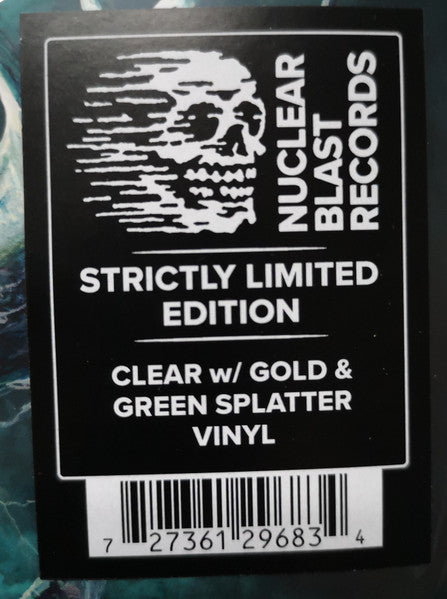 NUCLEAR
BLAST
RECORDS
STRICTLY LIMITED
EDITION
CLEAR w/ GOLD &
GREEN SPLATTER
VINYL
7 27361 29683 4